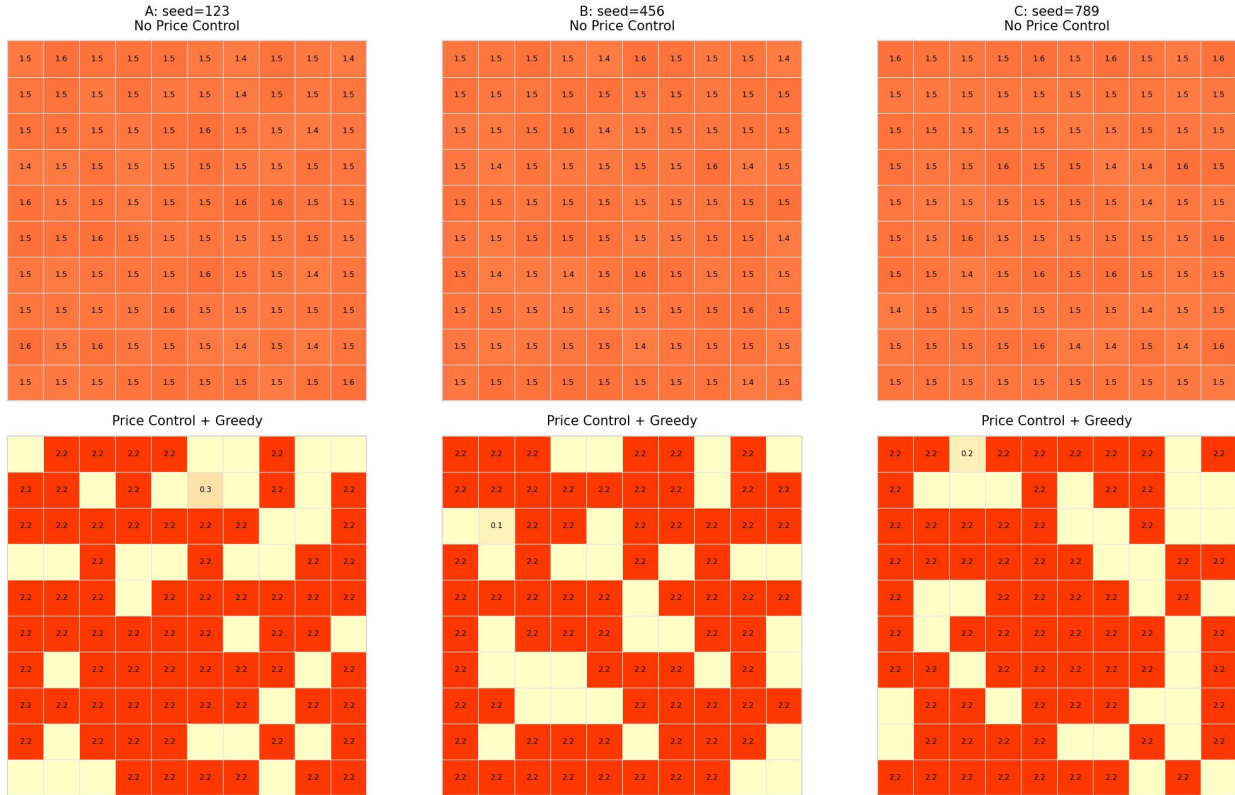 A: seed=123
No Price Control
1.5 1.6 1.5 1.5 1.5 1.5 1.4 1.5 1.5 1.4
1.5 1.5 1.5 1.5 1.5 1.5 1.4 1.5 1.5 1.5
1.5 1.5 1.5 1.5 1.5 1.6 1.5 1.5 1.4 1.5
1.4 1.5 1.5 1.5 1.5 1.5 1.5 1.5 1.5 1.5
1.6 1.5 1.5 1.5 1.5 1.5 1.6 1.6 1.5 1.5
1.5 1.5 1.6 1.5 1.5 1.5 1.5 1.5 1.5 1.5
1.5 1.5 1.5 1.5 1.5 1.6 1.5 1.5 1.4 1.5
1.5 1.5 1.5 1.5 1.6 1.5 1.5 1.5 1.5 1.5
1.6 1.5 1.6 1.5 1.5 1.5 1.4 1.5 1.4 1.5
1.5 1.5 1.5 1.5 1.5 1.5 1.5 1.5 1.5 1.6
B: seed=456
No Price Control
1.5 1.5 1.5 1.5 1.4 1.6 1.5 1.5 1.5 1.4
1.5 1.5 1.5 1.5 1.5 1.5 1.5 1.5 1.5 1.5
1.5 1.5 1.5 1.6 1.4 1.5 1.5 1.5 1.5 1.5
1.5 1.4 1.5 1.5 1.5 1.5 1.5 1.6 1.4 1.5
1.5 1.5 1.5 1.5 1.5 1.5 1.5 1.5 1.5 1.5
1.5 1.5 1.5 1.5 1.5 1.5 1.5 1.5 1.5 1.4
1.5 1.4 1.5 1.4 1.5 1.6 1.5 1.5 1.5 1.5
1.5 1.5 1.5 1.5 1.5 1.5 1.5 1.5 1.6 1.5
1.5 1.5 1.5 1.5 1.5 1.4 1.5 1.5 1.5 1.5
1.5 1.5 1.5 1.5 1.5 1.5 1.5 1.5 1.4 1.5
C: seed=789
No Price Control
1.6 1.5 1.5 1.5 1.6 1.5 1.6 1.5 1.5 1.6
1.5 1.5 1.5 1.5 1.5 1.5 1.5 1.5 1.5 1.5
1.5 1.5 1.5 1.5 1.5 1.5 1.5 1.5 1.5 1.5
1.5 1.5 1.5 1.6 1.5 1.5 1.4 1.4 1.6 1.5
1.5 1.5 1.5 1.5 1.5 1.5 1.5 1.4 1.5 1.5
1.5 1.5 1.6 1.5 1.5 1.5 1.5 1.5 1.5 1.6
1.5 1.5 1.4 1.5 1.6 1.5 1.6 1.5 1.5 1.5
1.4 1.5 1.5 1.5 1.5 1.5 1.5 1.4 1.5 1.5
1.5 1.5 1.5 1.5 1.6 1.4 1.4 1.5 1.4 1.6
1.5 1.5 1.5 1.5 1.5 1.5 1.5 1.5 1.5 1.5
Price Control + Greedy
2.2 2.2 2.2 2.2 2.2
2.2 2.2 2.2 0.3 2.2 2.2
2.2 2.2 2.2 2.2 2.2 2.2 2.2 2.2
2.2 2.2 2.2 2.2
2.2 2.2 2.2 2.2 2.2 2.2 2.2 2.2 2.2
2.2 2.2 2.2 2.2 2.2 2.2 2.2 2.2
2.2 2.2 2.2 2.2 2.2 2.2 2.2 2.2
2.2 2.2 2.2 2.2 2.2 2.2 2.2 2.2 2.2
2.2 2.2 2.2 2.2 2.2 2.2
2.2 2.2 2.2 2.2 2.2 2.2
Price Control + Greedy
2.2 2.2 2.2 2.2 2.2 2.2
2.2 2.2 2.2 2.2 2.2 2.2 2.2 2.2 2.2
0.1 2.2 2.2 2.2 2.2 2.2 2.2 2.2
2.2 2.2 2.2 2.2
2.2 2.2 2.2 2.2 2.2 2.2 2.2 2.2 2.2
2.2 2.2 2.2 2.2 2.2 2.2
2.2 2.2 2.2 2.2 2.2
2.2 2.2 2.2 2.2 2.2 2.2 2.2
2.2 2.2 2.2 2.2 2.2 2.2 2.2 2.2
2.2 2.2 2.2 2.2 2.2 2.2 2.2 2.2
Price Control + Greedy
2.2 2.2 0.2 2.2 2.2 2.2 2.2 2.2 2.2
2.2 2.2 2.2 2.2
2.2 2.2 2.2 2.2 2.2 2.2
2.2 2.2 2.2 2.2 2.2 2.2 2.2 2.2
2.2 2.2 2.2 2.2 2.2 2.2
2.2 2.2 2.2 2.2 2.2 2.2 2.2 2.2
2.2 2.2 2.2 2.2 2.2 2.2 2.2 2.2
2.2 2.2 2.2 2.2 2.2 2.2
2.2 2.2 2.2 2.2 2.2 2.2
2.2 2.2 2.2 2.2 2.2 2.2 2.2 2.2